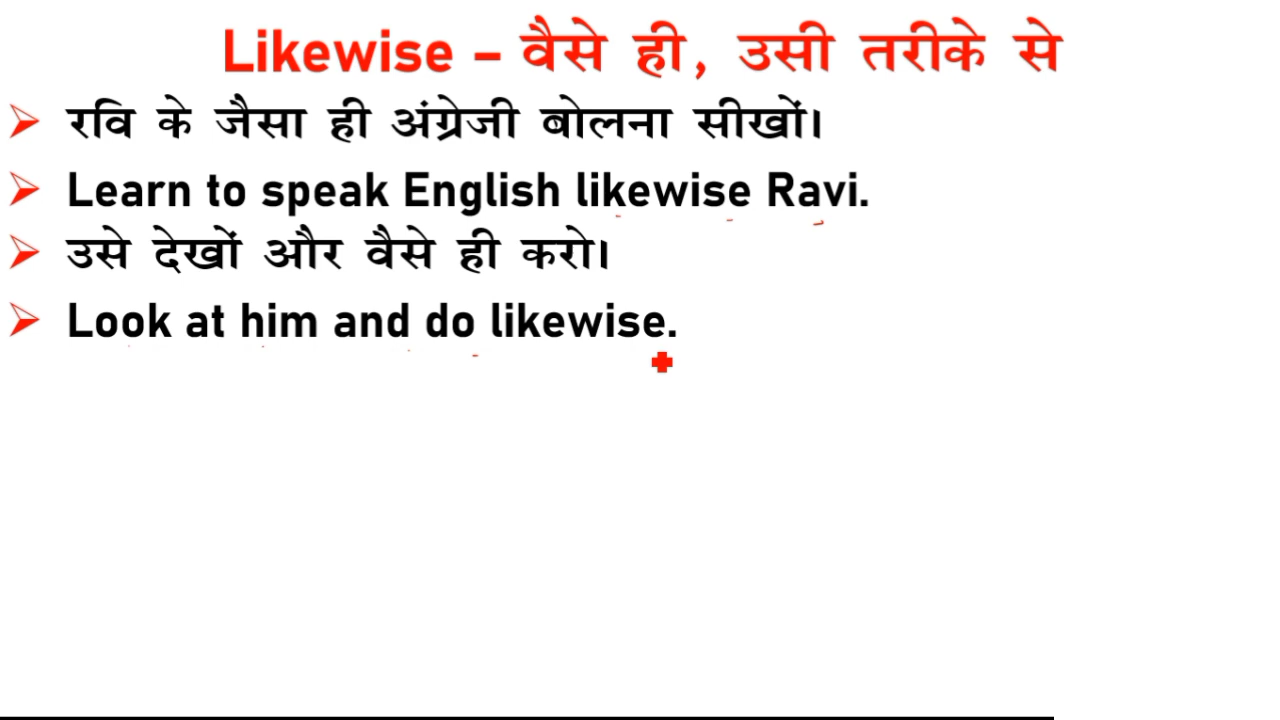 Likewise – वैसे ही, उसी तरीके से
रवि के जैसा ही अंग्रेजी बोलना सीखों।
Learn to speak English likewise Ravi.
उसे देखों और वैसे ही करो।
Look at him and do likewise.